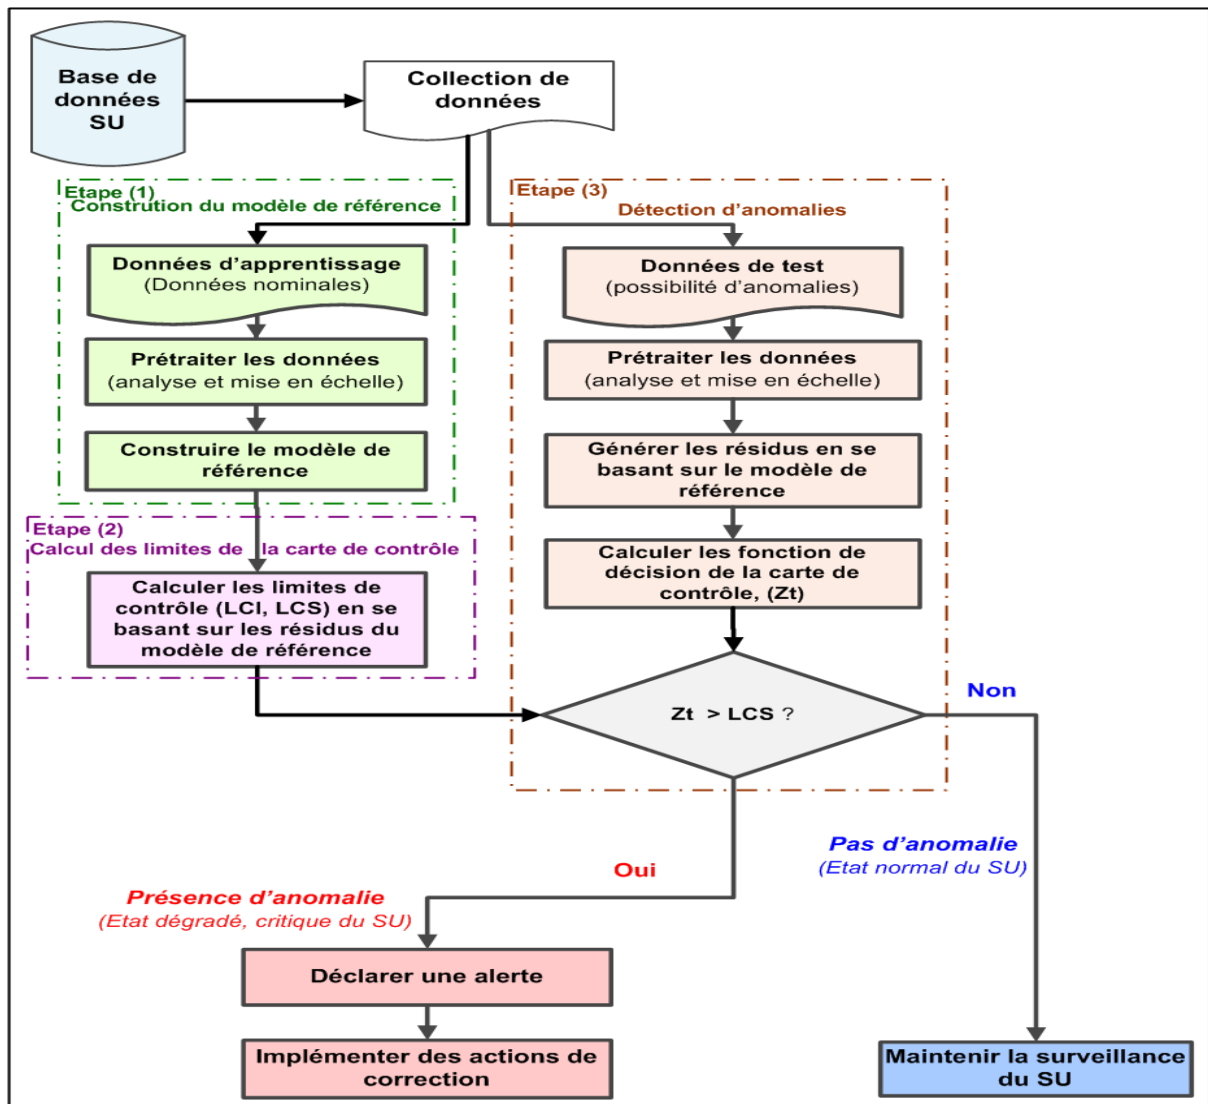 Base de
données
SU
Collection de
données
Etape (1)
Constrution du modèle de référence
Données d'apprentissage
(Données nominales)
Prétraiter les données
(analyse et mise en échelle)
Construire le modèle de
référence
Etape (2)
Calcul des limites de la carte de contrôle
Calculer les limites de
contrôle (LCI, LCS) en se
basant sur les résidus du
modèle de référence
Etape (3)
Détection d'anomalies
Données de test
(possibilité d'anomalies)
Prétraiter les données
(analyse et mise en échelle)
Générer les résidus en se
basant sur le modèle de
référence
Calculer les fonction de
décision de la carte de
contrôle, (Zt)
Zt > LCS ?
Non
Pas d'anomalie
(Etat normal du SU)
Oui
Présence d'anomalie
(Etat dégradé, critique du SU)
Déclarer une alerte
Implémenter des actions de
correction
Maintenir la surveillance
du SU